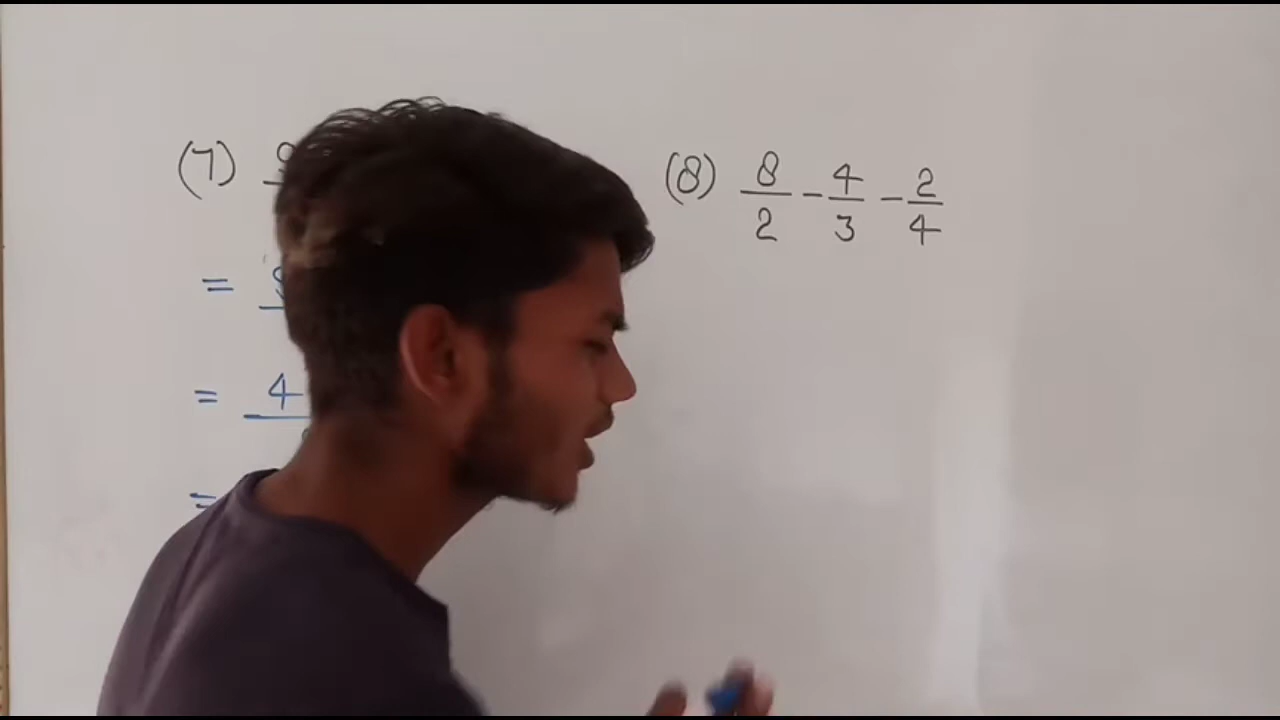 (7)
=
= 4
=
(8) 8/2 - 4/3 - 2/4